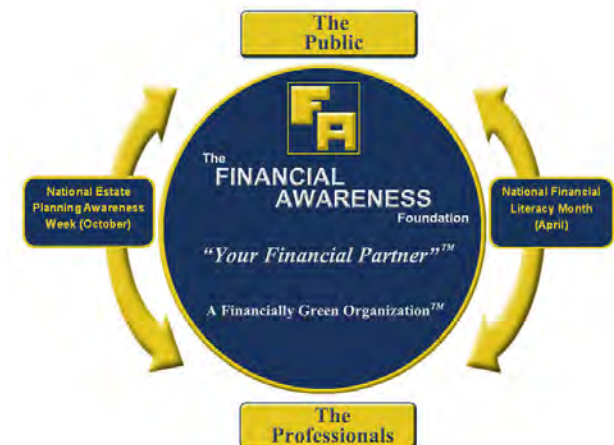 The
Public
FA
The
FINANCIAL
AWARENESS
Foundation
"Your Financial Partner"™
A Financially Green Organization™
National Estate
Planning Awareness
Week (October)
National Financial
Literacy Month
(April)
The
Professionals